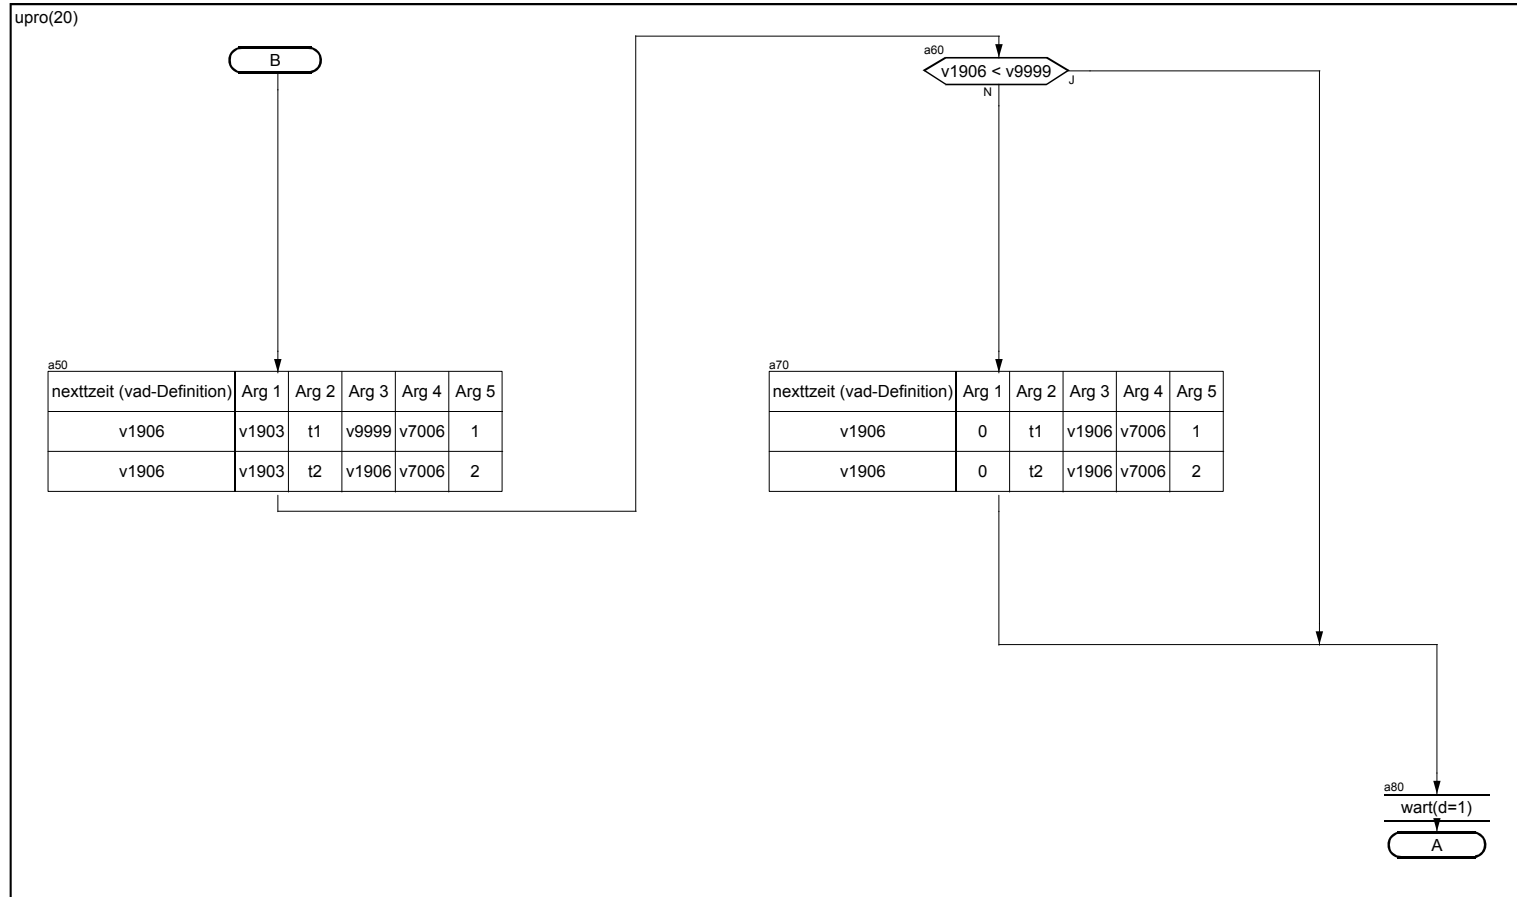 upro(20)
B
a50
nexttzeit (vad-Definition) Arg 1 Arg 2 Arg 3 Arg 4 Arg 5
v1906 v1903 t1 v9999 v7006 1
v1906 v1903 t2 v1906 v7006 2
a60
v1906 < v9999
N
J
a70
nexttzeit (vad-Definition) Arg 1 Arg 2 Arg 3 Arg 4 Arg 5
v1906 0 t1 v1906 v7006 1
v1906 0 t2 v1906 v7006 2
a80
wart(d=1)
A